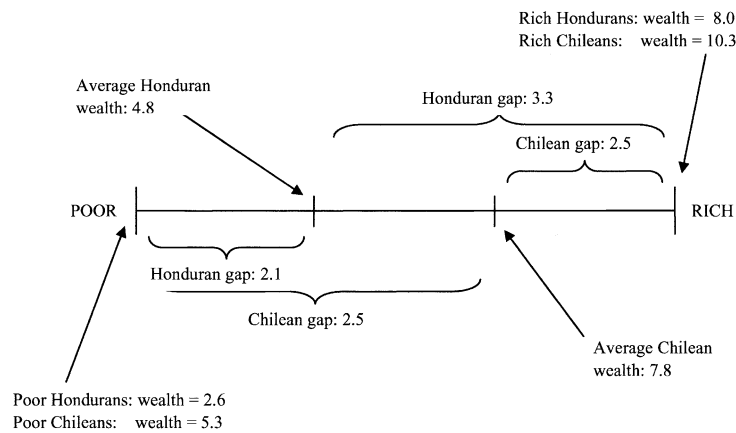 Rich Hondurans: wealth = 8.0
Rich Chileans: wealth = 10.3
Average Honduran
wealth: 4.8
Honduran gap: 3.3
Chilean gap: 2.5
POOR
RICH
Honduran gap: 2.1
Chilean gap: 2.5
Average Chilean
wealth: 7.8
Poor Hondurans: wealth = 2.6
Poor Chileans: wealth = 5.3